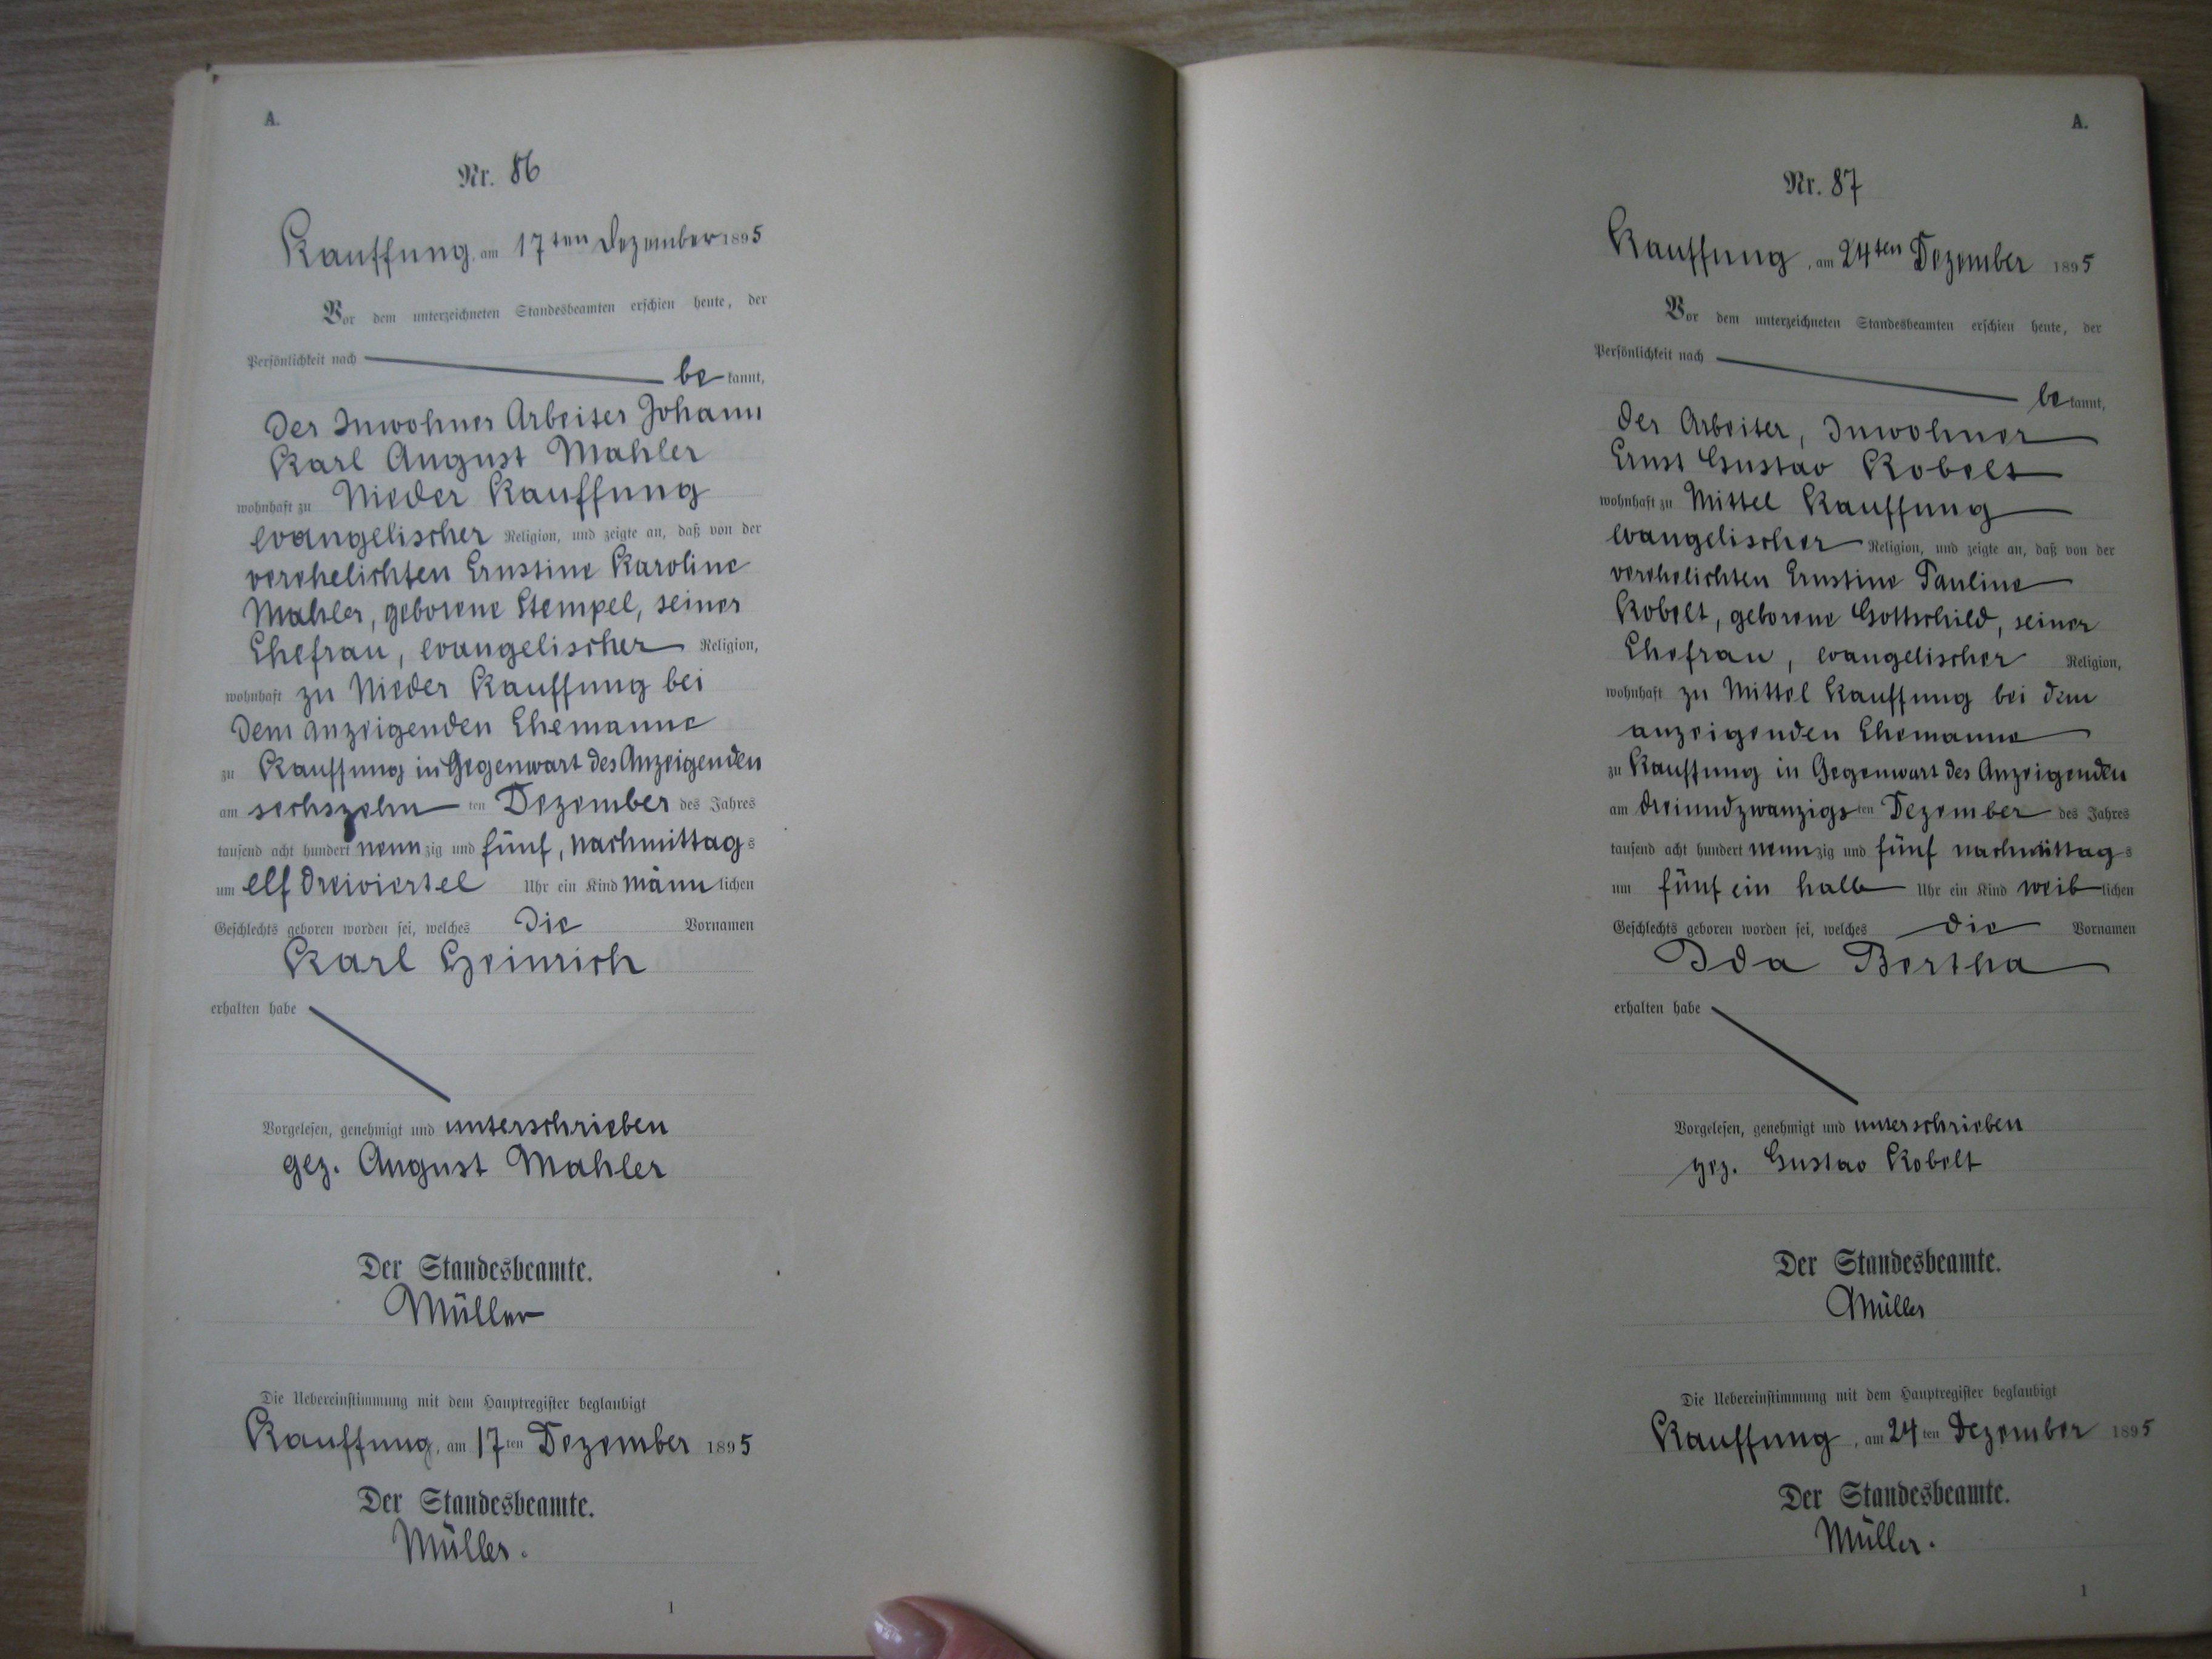 A.
Nr. 86
Kauffung, am 17ten Dezember 1895
Vor dem unterzeichneten Standesbeamten erschien heute, der
Persönlichkeit nach
bekannt,
der Inwohner Arbeiter Johann
Karl August Mahler
wohnhaft zu Nieder Kauffung
evangelischer Religion, und zeigte an, daß von der
verehelichten Ernstine Karoline
Mahler, geborene Stempel, seiner
Ehefrau, evangelischer Religion,
wohnhaft zu Nieder Kauffung bei
dem anzeigenden Ehemanne
zu Kauffung in Gegenwart des Anzeigenden
am sechszehnten Dezember des Jahres
tausend acht hundert neunzig und fünf, nachmittags
um elf dreiviertel Uhr ein Kind männlichen
Geschlechts geboren worden sei, welches die Vornamen
Karl Heinrich
erhalten habe
Vorgelesen, genehmigt und unterschrieben
gez. August Mahler
Der Standesbeamte.
Müller
Die Uebereinstimmung mit dem Hauptregister beglaubigt
Kauffung, am 17ten Dezember 1895
Der Standesbeamte.
Müller.
1
A.
Nr. 87
Kauffung, am 24ten Dezember 1895
Vor dem unterzeichneten Standesbeamten erschien heute, der
Persönlichkeit nach
bekannt,
der Arbeiter, Inwohner
Ernst Gustav Kobelt
wohnhaft zu Mittel Kauffung
evangelischer Religion, und zeigte an, daß von der
verehelichten Ernstine Pauline
Kobelt, geborene Gottschild, seiner
Ehefrau, evangelischer Religion,
wohnhaft zu Mittel Kauffung bei dem
anzeigenden Ehemanne
zu Kauffung in Gegenwart des Anzeigenden
am dreiundzwanzigsten Dezember des Jahres
tausend acht hundert neunzig und fünf nachmittags
um fünf ein halb Uhr ein Kind weiblichen
Geschlechts geboren worden sei, welches die Vornamen
Ida Bertha
erhalten habe
Vorgelesen, genehmigt und unterschrieben
gez. Gustav Kobelt
Der Standesbeamte.
Müller
Die Uebereinstimmung mit dem Hauptregister beglaubigt
Kauffung, am 24ten Dezember 1895
Der Standesbeamte.
Müller.
1